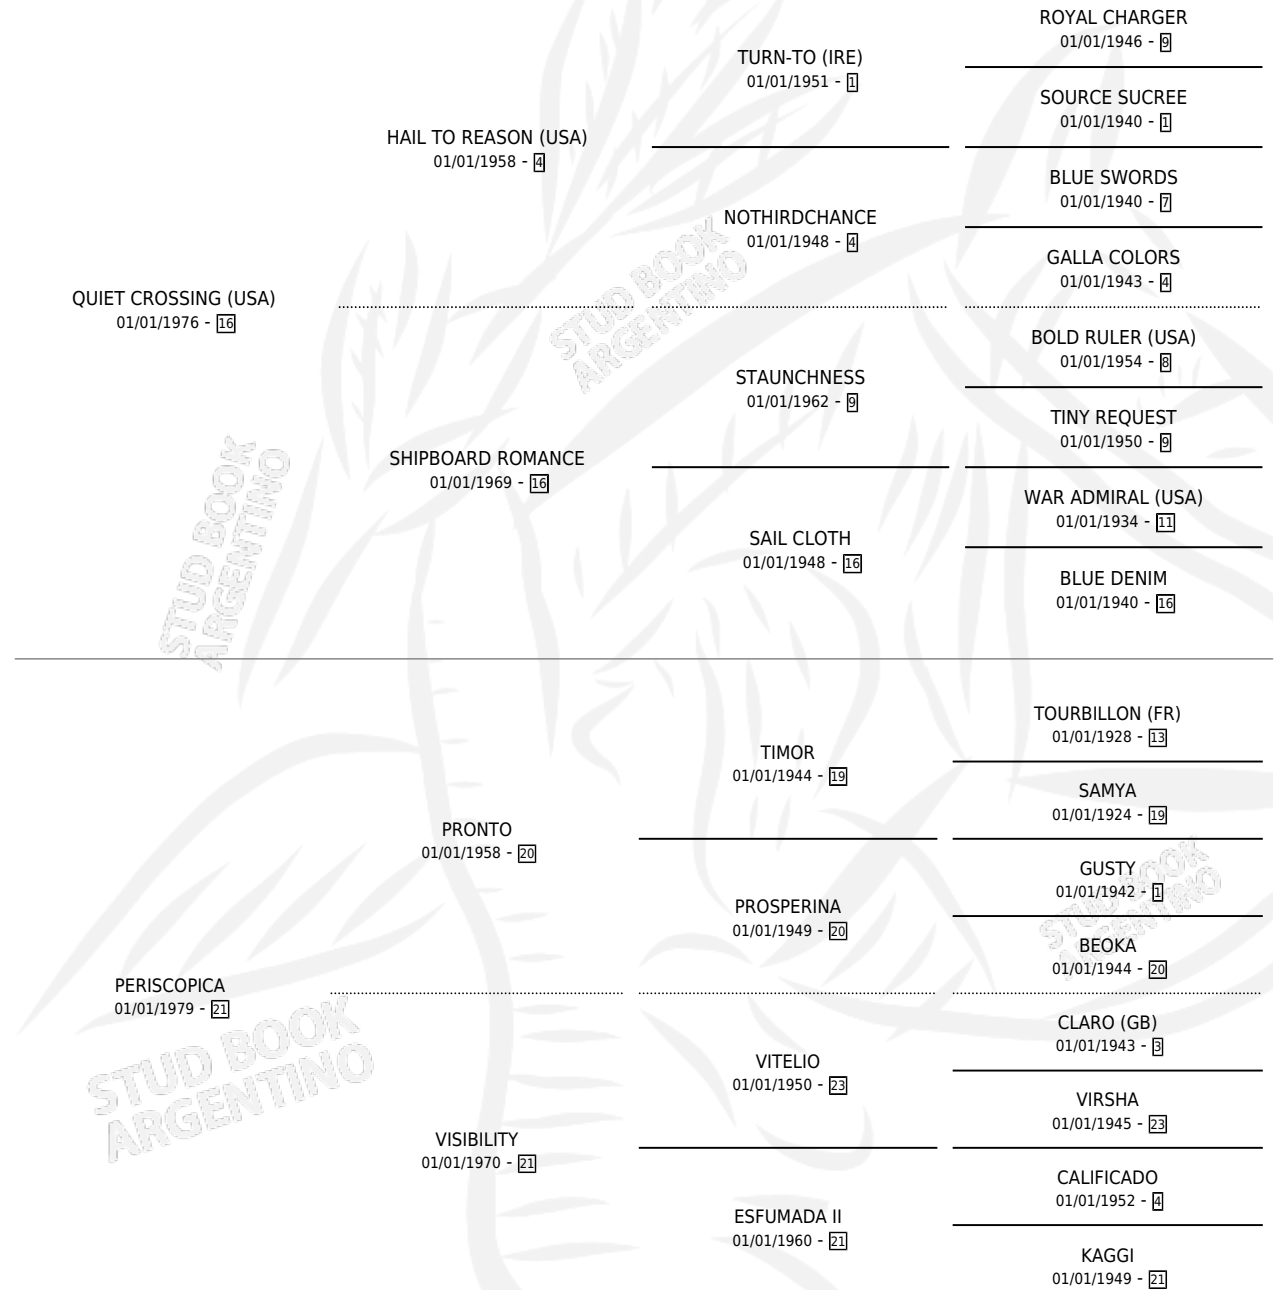 ROYAL CHARGER
01/01/1946 - 9
TURN-TO (IRE)
01/01/1951 - 1
SOURCE SUCREE
01/01/1940 - 1
HAIL TO REASON (USA)
01/01/1958 - 4
BLUE SWORDS
01/01/1940 - 7
NOTHIRDCHANCE
01/01/1948 - 4
GALLA COLORS
01/01/1943 - 4
QUIET CROSSING (USA)
01/01/1976 - 16
STUD BOOK
ARGENTINO
BOLD RULER (USA)
01/01/1954 - 8
STAUNCHNESS
01/01/1962 - 9
TINY REQUEST
01/01/1950 - 9
SHIPBOARD ROMANCE
01/01/1969 - 16
WAR ADMIRAL (USA)
01/01/1934 - 11
SAIL CLOTH
01/01/1948 - 16
BLUE DENIM
01/01/1940 - 16
STUD BOOK
ARGENTINO
TOURBILLON (FR)
01/01/1928 - 13
TIMOR
01/01/1944 - 19
SAMYA
01/01/1924 - 19
PRONTO
01/01/1958 - 20
GUSTY
01/01/1942 - 1
PROSPERINA
01/01/1949 - 20
STUD BOOK
ARGENTINO
BEOKA
01/01/1944 - 20
PERISCOPICA
01/01/1979 - 21
CLARO (GB)
01/01/1943 - 3
VITELIO
01/01/1950 - 23
STUD BOOK
ARGENTINO
VIRSHA
01/01/1945 - 23
VISIBILITY
01/01/1970 - 21
CALIFICADO
01/01/1952 - 4
ESFUMADA II
01/01/1960 - 21
KAGGI
01/01/1949 - 21